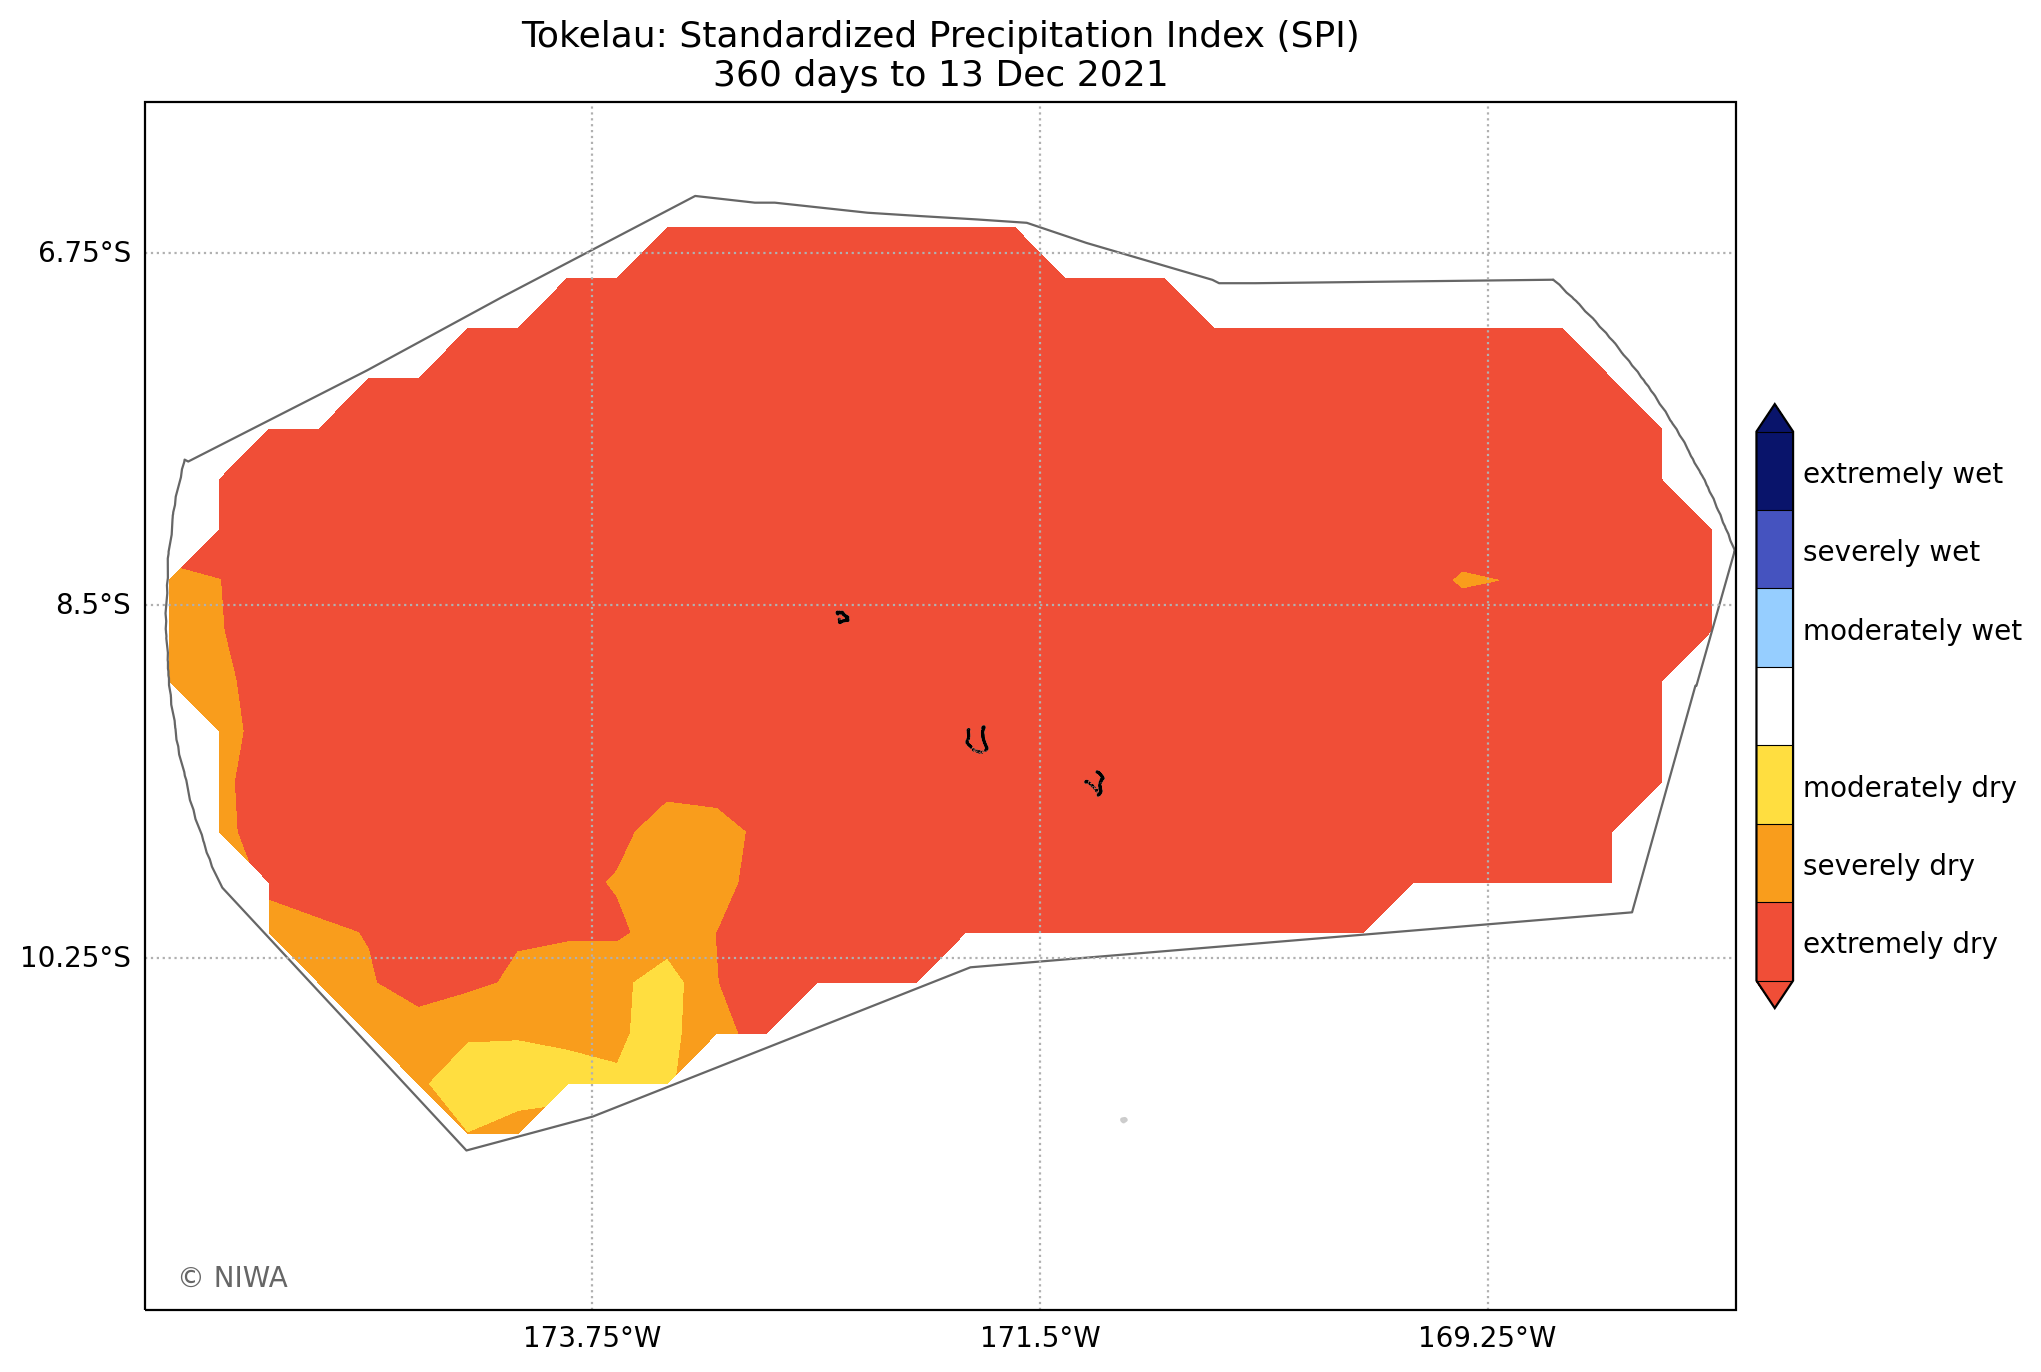 Tokelau: Standardized Precipitation Index (SPI)
360 days to 13 Dec 2021
6.75°S
8.5°S
10.25°S
173.75°W
171.5°W
169.25°W
extremely wet
severely wet
moderately wet
moderately dry
severely dry
extremely dry
© NIWA